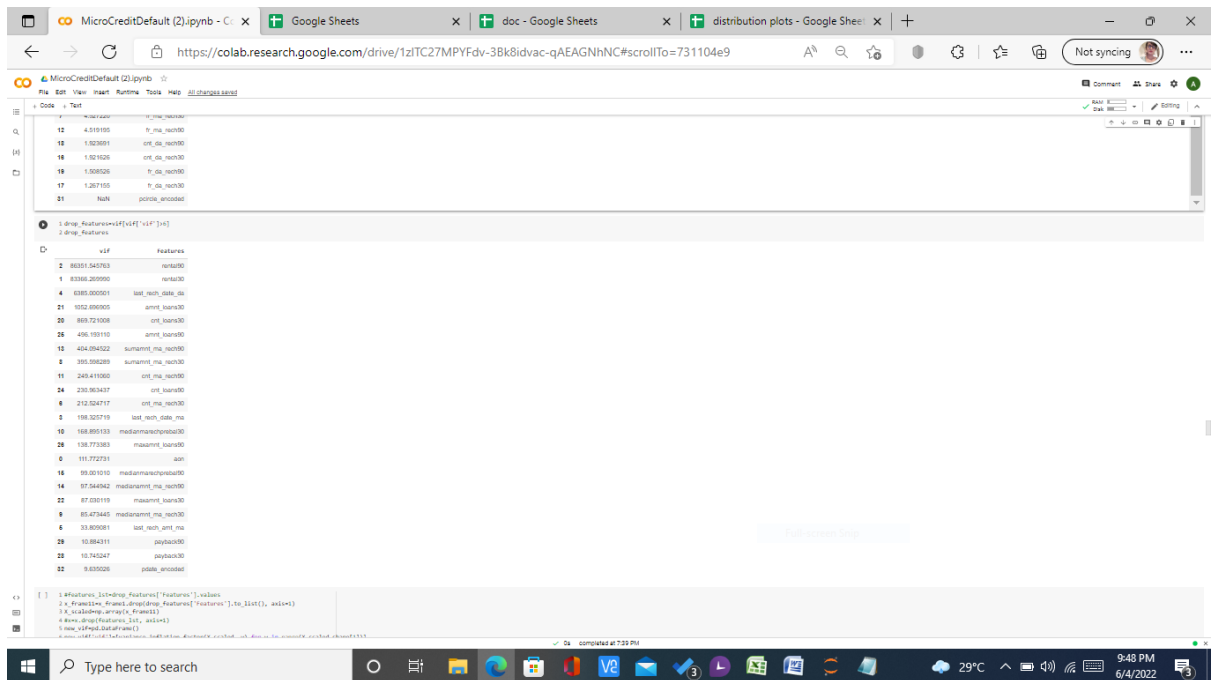 MicroCreditDefault (2).ipynb - Co
Google Sheets
doc - Google Sheets
distribution plots - Google Sheet
https://colab.research.google.com/drive/1zlTC27MPYFdv-3Bk8idvac-qAEAGNhNC#scrollTo=731104e9
Not syncing
MicroCreditDefault (2).ipynb
Comment Share A
File Edit View Insert Runtime Tools Help All changes saved
+ Code + Text
RAM
Disk
Editing
12 4.519195 fr_ma_rech90
18 cnt_da_rech90
16 1.921626 cnt_da_rech30
19 1.508526 fr_da_rech90
17 1.267155 fr_da_rech30
31 NaN pcircle_encoded
1 drop_features=vif[vif['vif']>6]
2 drop_features
vif Features
2 86351.545763 rental90
1 83366.269990 rental30
4 6385.000501 last_rech_date_da
21 1052.696905 amnt_loans30
20 869.721008 cnt_loans30
25 496.193110 amnt_loans90
13 404.094522 sumamnt_ma_rech90
8 395.998289 sumamnt_ma_rech30
11 249.411060 cnt_ma_rech90
24 230.963437 cnt_loans90
6 212.524717 cnt_ma_rech30
3 198.325719 last_rech_date_ma
10 168.895133 medianmarechprebal30
26 138.773383 maxamnt_loans90
0 111.772731 aon
15 99.001010 medianmarechprebal90
14 97.544942 medianamnt_ma_rech90
22 87.030119 maxamnt_loans30
9 85.473445 medianamnt_ma_rech30
5 33.809081 last_rech_amt_ma
29 10.884311 payback90
28 10.745247 payback30
32 9.635026 pdate_encoded
[ ] 1 #features_lst=drop_features['Features'].values
2 x_frame11=x_frame1.drop(drop_features['Features'].to_list(), axis=1)
3 X_scaled=np.array(x_frame11)
4 #x=x.drop(features_lst, axis=1)
5 new_vif=pd.DataFrame()
0s completed at 7:39 PM
Type here to search
29°C
9:48 PM
6/4/2022